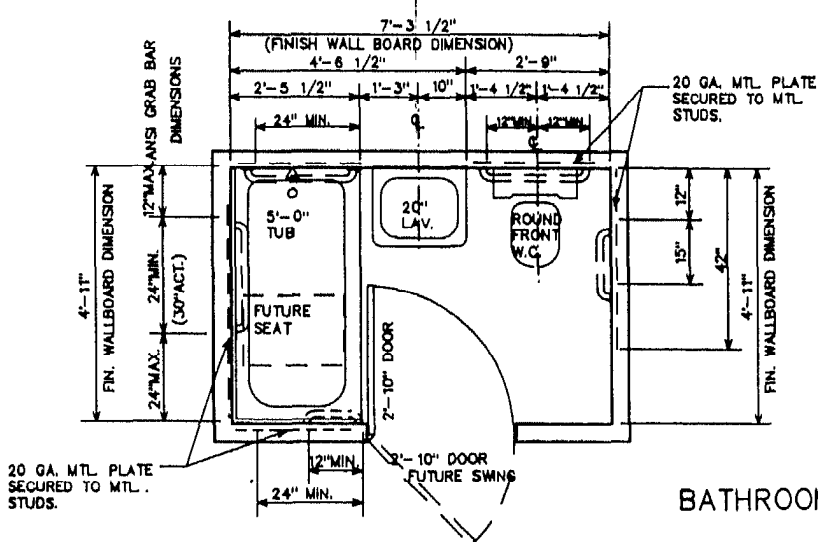 7'-3 1/2"
(FINISH WALL BOARD DIMENSION)
4'-6 1/2"
2'-9"
2'-5 1/2"
1'-3"
10"
1'-4 1/2"
1'-4 1/2"
20 GA. MTL PLATE
SECURED TO MTL
STUDS.
ANSI GRAB BAR
DIMENSIONS
24" MIN.
12"MIN.
12"MIN.
12"MAX.
24"MIN.
(30"ACT.)
24"MAX.
4'-11"
FIN. WALLBOARD DIMENSION
5'-0"
TUB
20"
LAV.
ROUND
FRONT
W.C.
FUTURE
SEAT
2'-10" DOOR
12"
15"
42"
4'-11"
FIN. WALLBOARD DIMENSION
20 GA. MTL PLATE
SECURED TO MTL.
STUDS.
12"MIN.
24" MIN.
2'-10" DOOR
FUTURE SWING
BATHROO